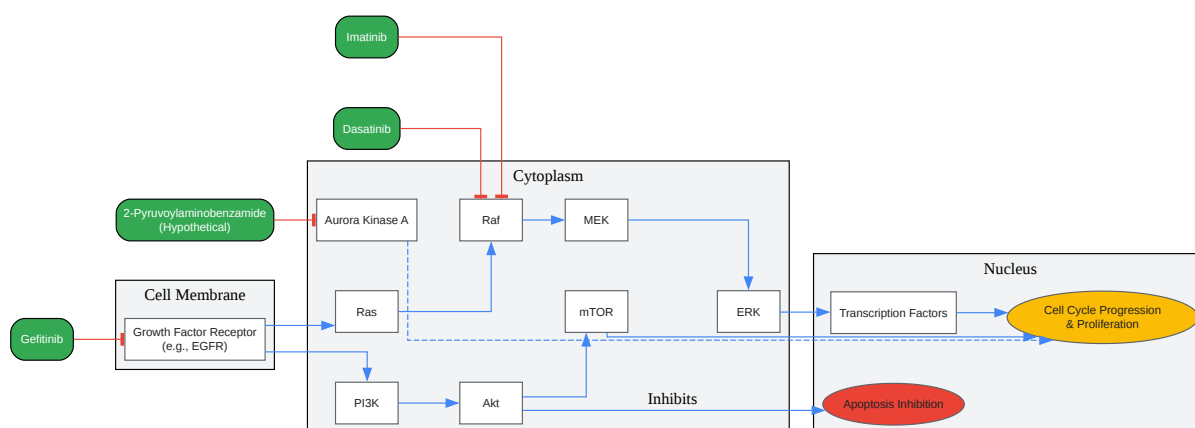 Imatinib
Dasatinib
Cytoplasm
2-Pyruvoylaminobenzamide
(Hypothetical)
Aurora Kinase A
Raf
MEK
Nucleus
Cell Membrane
Ras
mTOR
ERK
Transcription Factors
Cell Cycle Progression
& Proliferation
Gefitinib
Growth Factor Receptor
(e.g., EGFR)
PI3K
Akt
Inhibits
Apoptosis Inhibition